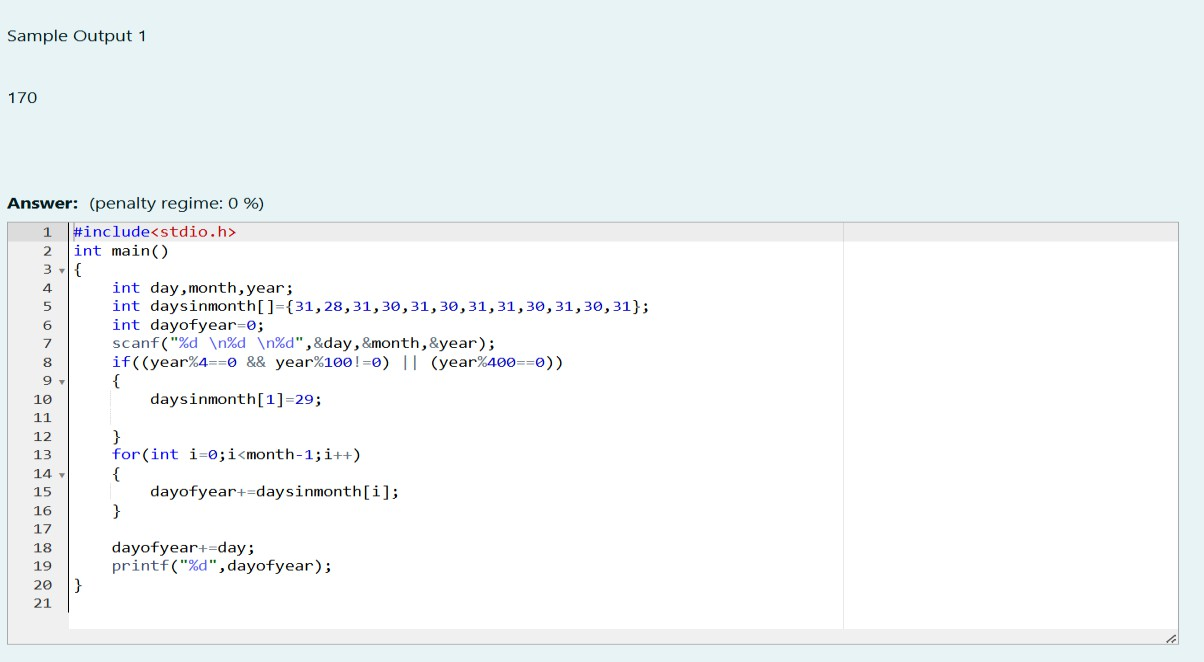 Sample Output 1
170
Answer: (penalty regime: 0 %)
1 #include<stdio.h>
2 int main()
3 {
4     int day,month,year;
5     int daysinmonth[]={31,28,31,30,31,30,31,31,30,31,30,31};
6     int dayofyear=0;
7     scanf("%d \n%d \n%d",&day,&month,&year);
8     if((year%4==0 && year%100!=0) || (year%400==0))
9     {
10         daysinmonth[1]=29;
11
12     }
13     for(int i=0;i<month-1;i++)
14     {
15         dayofyear+=daysinmonth[i];
16     }
17
18     dayofyear+=day;
19     printf("%d",dayofyear);
20 }
21